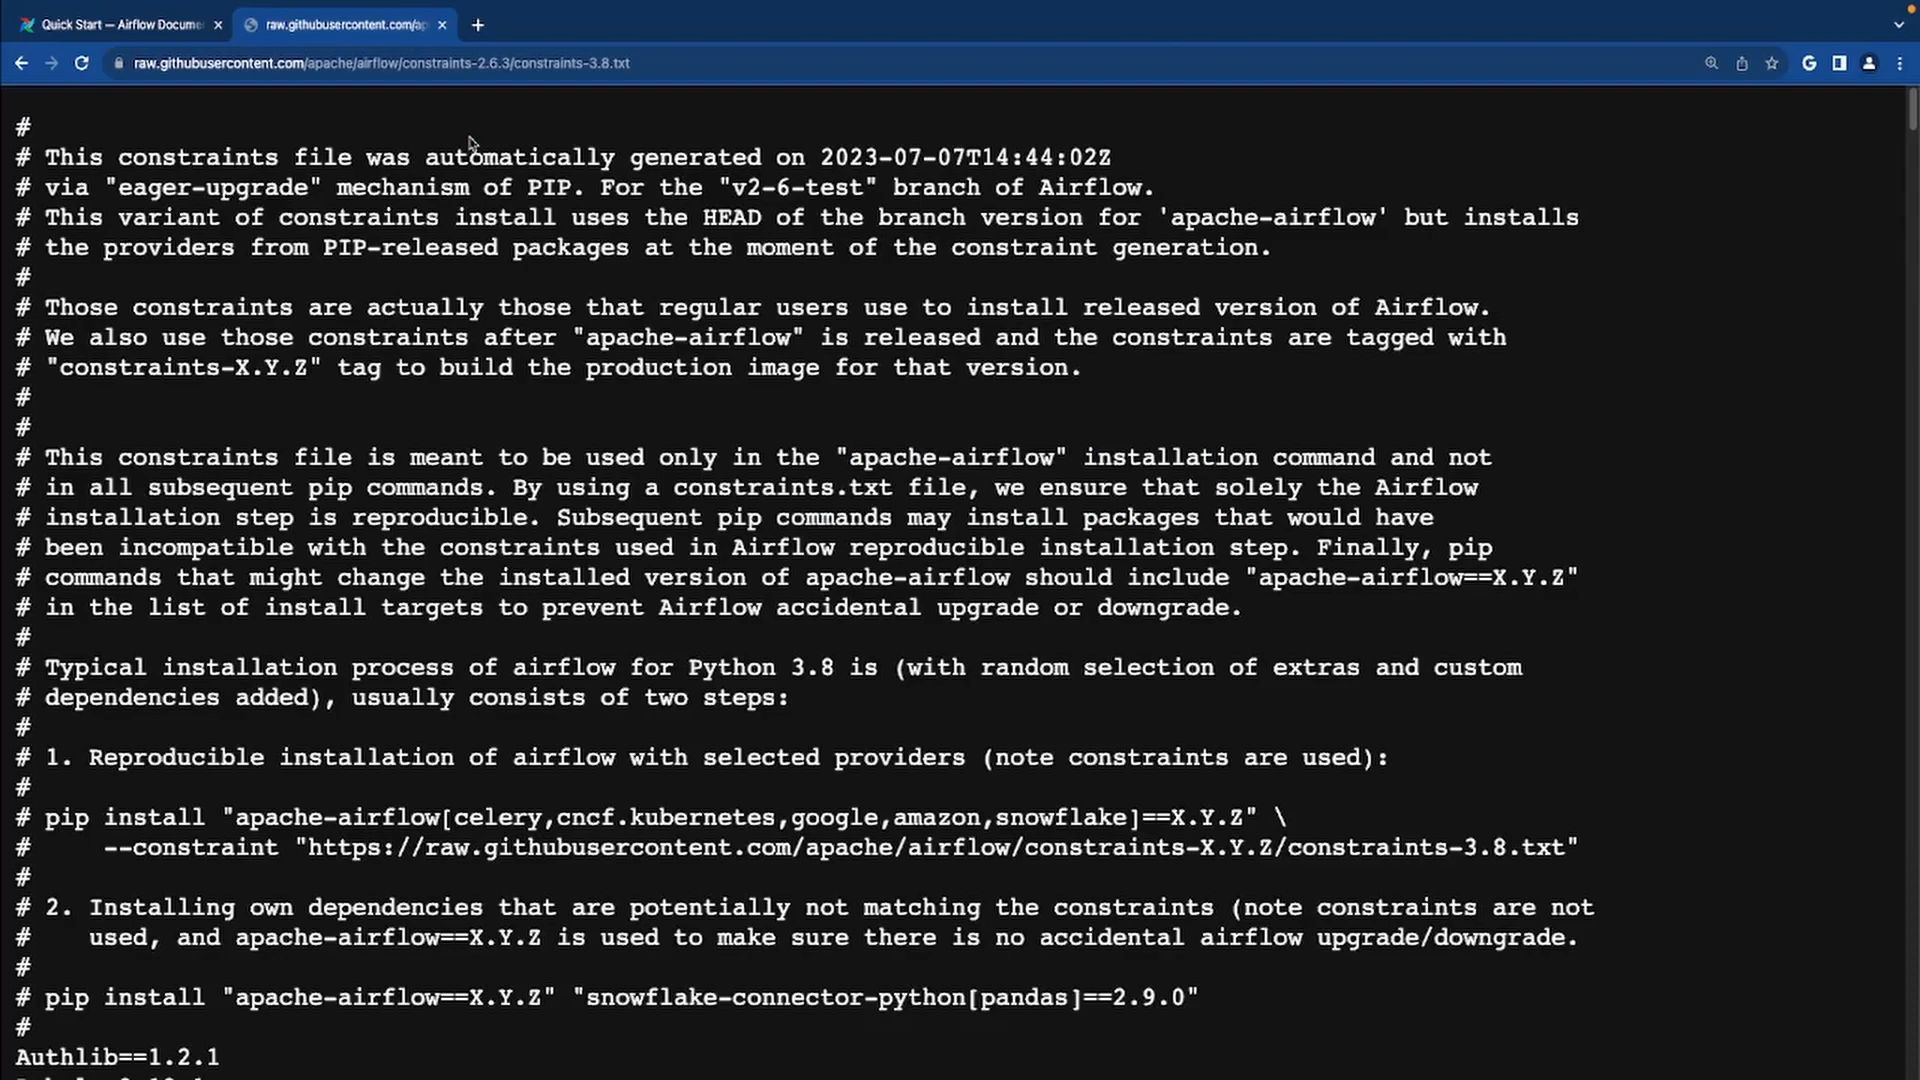 Quick Start — Airflow Docume
raw.githubusercontent.com/ap
raw.githubusercontent.com/apache/airflow/constraints-2.6.3/constraints-3.8.txt
#
# This constraints file was automatically generated on 2023-07-07T14:44:02Z
# via "eager-upgrade" mechanism of PIP. For the "v2-6-test" branch of Airflow.
# This variant of constraints install uses the HEAD of the branch version for 'apache-airflow' but installs
# the providers from PIP-released packages at the moment of the constraint generation.
#
# Those constraints are actually those that regular users use to install released version of Airflow.
# We also use those constraints after "apache-airflow" is released and the constraints are tagged with
# "constraints-X.Y.Z" tag to build the production image for that version.
#
#
# This constraints file is meant to be used only in the "apache-airflow" installation command and not
# in all subsequent pip commands. By using a constraints.txt file, we ensure that solely the Airflow
# installation step is reproducible. Subsequent pip commands may install packages that would have
# been incompatible with the constraints used in Airflow reproducible installation step. Finally, pip
# commands that might change the installed version of apache-airflow should include "apache-airflow==X.Y.Z"
# in the list of install targets to prevent Airflow accidental upgrade or downgrade.
#
# Typical installation process of airflow for Python 3.8 is (with random selection of extras and custom
# dependencies added), usually consists of two steps:
#
# 1. Reproducible installation of airflow with selected providers (note constraints are used):
#
# pip install "apache-airflow[celery,cncf.kubernetes,google,amazon,snowflake]==X.Y.Z" \
#     --constraint "https://raw.githubusercontent.com/apache/airflow/constraints-X.Y.Z/constraints-3.8.txt"
#
# 2. Installing own dependencies that are potentially not matching the constraints (note constraints are not
#    used, and apache-airflow==X.Y.Z is used to make sure there is no accidental airflow upgrade/downgrade.
#
# pip install "apache-airflow==X.Y.Z" "snowflake-connector-python[pandas]==2.9.0"
#
Authlib==1.2.1